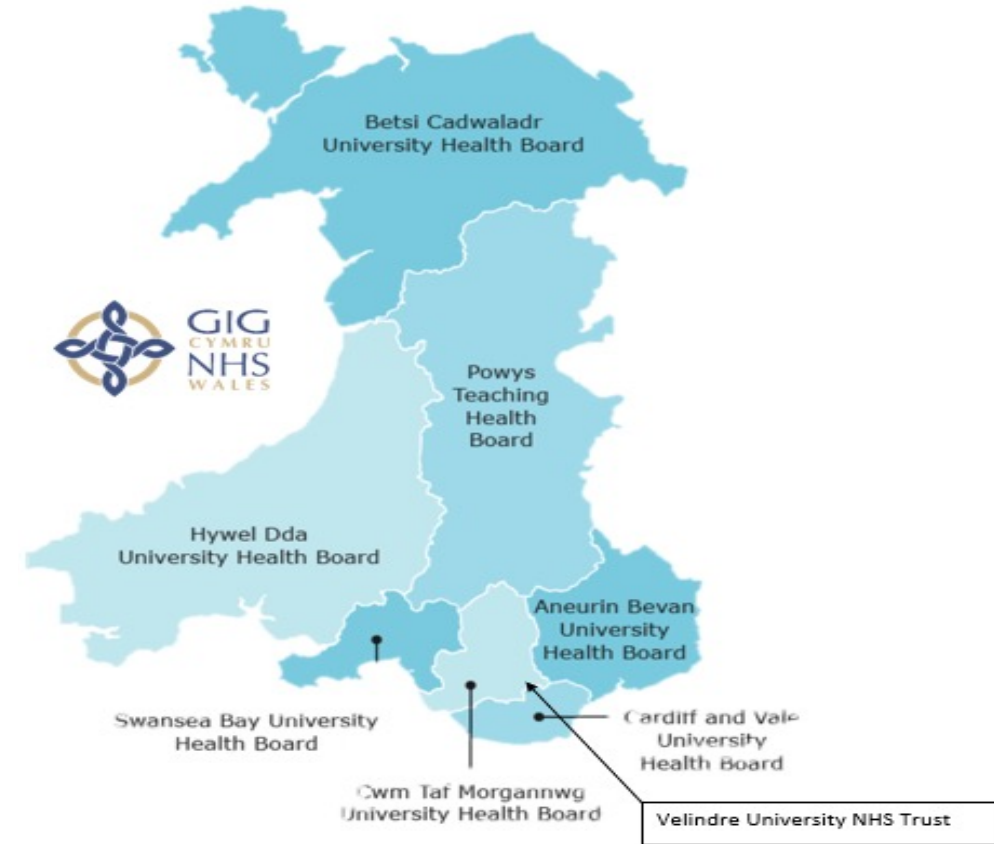 Betsi Cadwaladr
University Health Board
GIG
CYMRU
NHS
WALES
Powys
Teaching
Health
Board
Hywel Dda
University Health Board
Aneurin Bevan
University
Health Board
Swansea Bay University
Health Board
Cardiff and Vale
University
Health Board
Cwm Taf Morgannwg
University Health Board
Velindre University NHS Trust